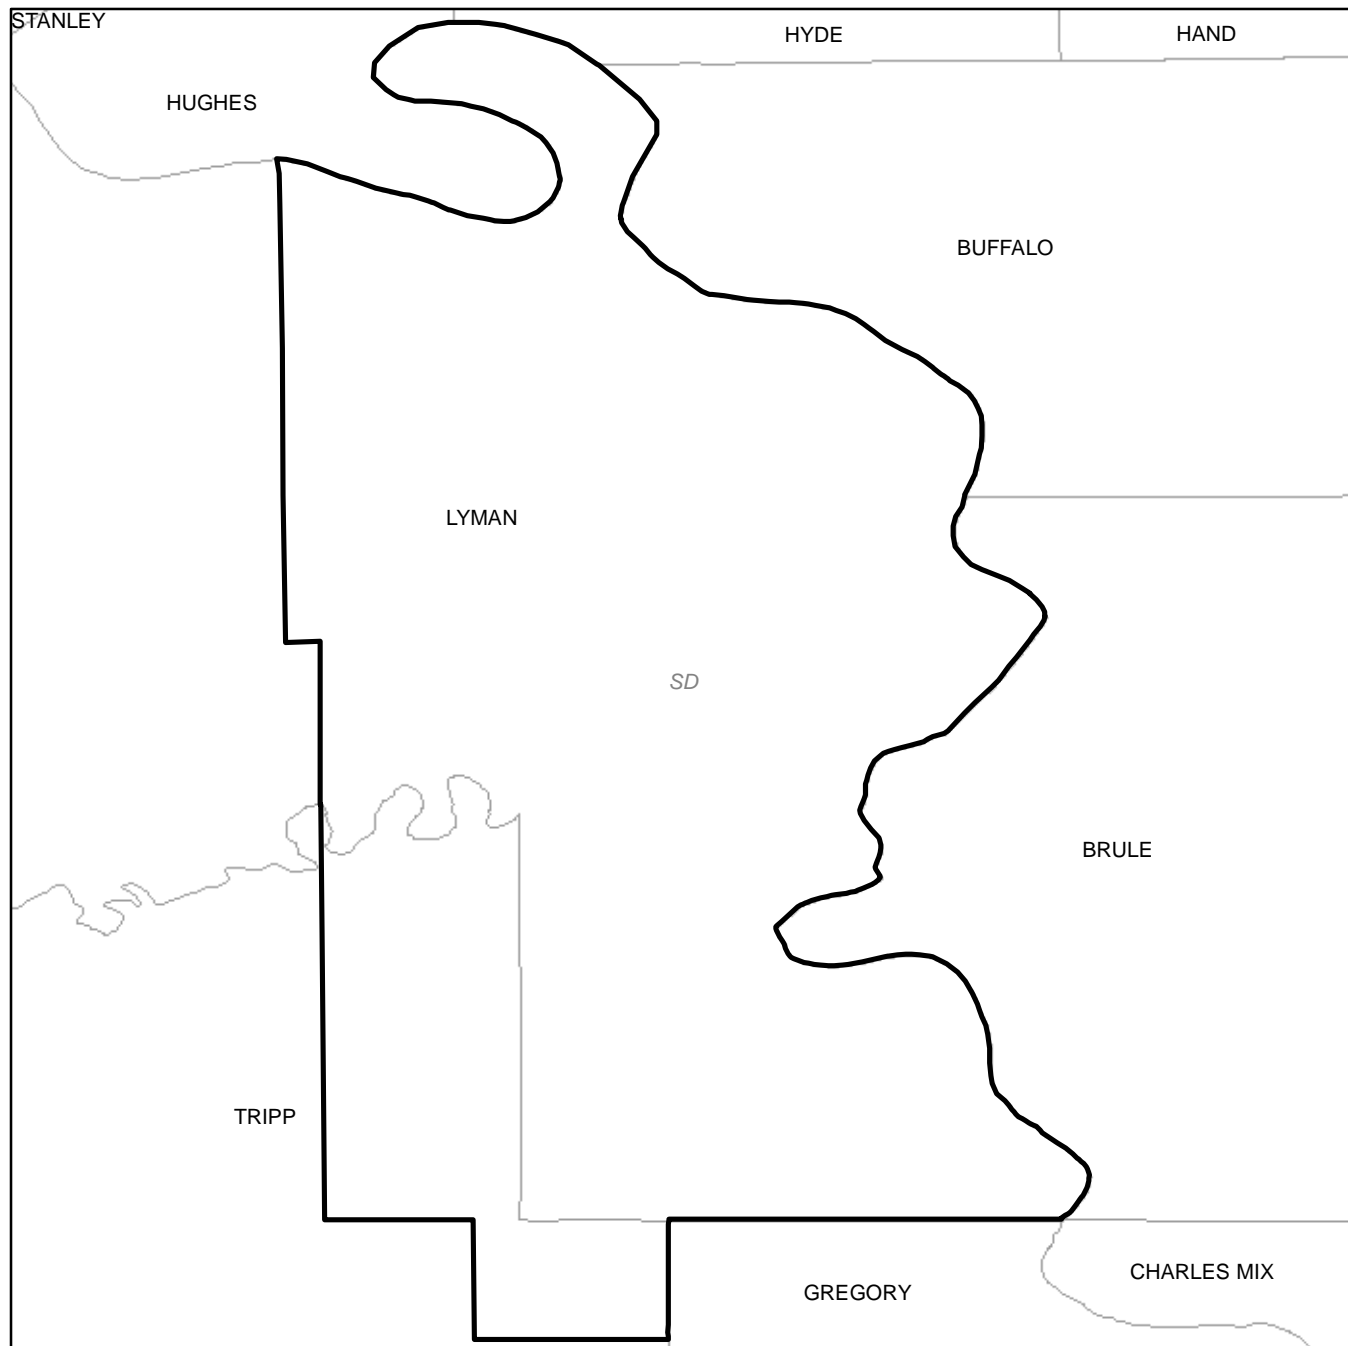 STANLEY
HYDE
HAND
HUGHES
BUFFALO
LYMAN
SD
BRULE
TRIPP
CHARLES MIX
GREGORY